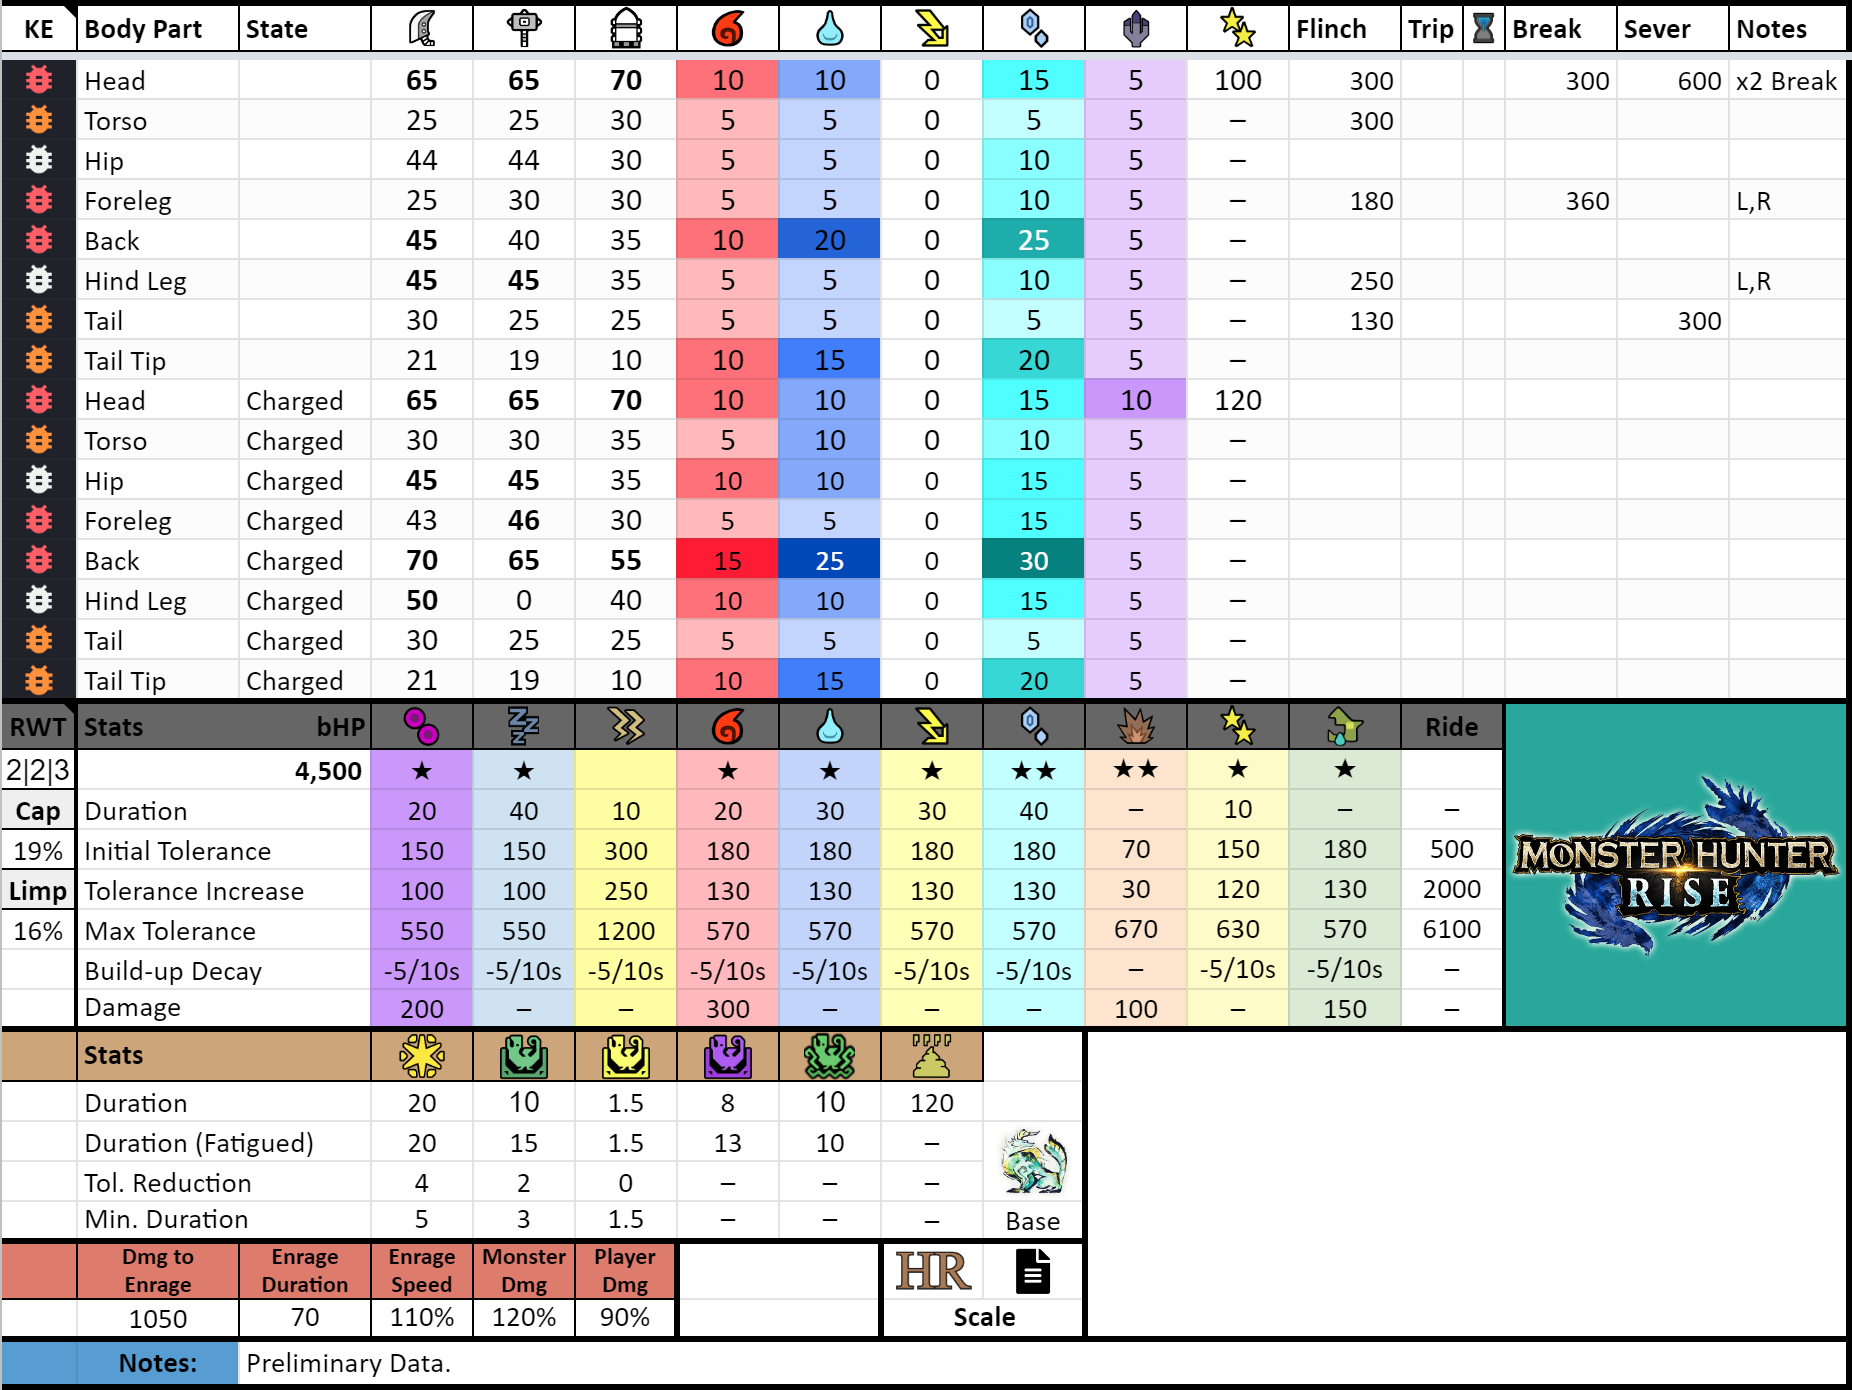 KE Body Part State Flinch Trip Break Sever Notes
Head 65 65 70 10 10 0 15 5 100 300 300 600 x2 Break
Torso 25 25 30 5 5 0 5 5 – 300
Hip 44 44 30 5 5 0 10 5 –
Foreleg 25 30 30 5 5 0 10 5 – 180 360 L,R
Back 45 40 35 10 20 0 25 5 –
Hind Leg 45 45 35 5 5 0 10 5 – 250 L,R
Tail 30 25 25 5 5 0 5 5 – 130 300
Tail Tip 21 19 10 10 15 0 20 5 –
Head Charged 65 65 70 10 10 0 15 10 120
Torso Charged 30 30 35 5 10 0 10 5 –
Hip Charged 45 45 35 10 10 0 15 5 –
Foreleg Charged 43 46 30 5 5 0 15 5 –
Back Charged 70 65 55 15 25 0 30 5 –
Hind Leg Charged 50 0 40 10 10 0 15 5 –
Tail Charged 30 25 25 5 5 0 5 5 –
Tail Tip Charged 21 19 10 10 15 0 20 5 –
RWT Stats bHP Ride
2|2|3 4,500 ★ ★ ★ ★ ★ ★★ ★★ ★ ★
Cap Duration 20 40 10 20 30 30 40 – 10 – –
19% Initial Tolerance 150 150 300 180 180 180 180 70 150 180 500
Limp Tolerance Increase 100 100 250 130 130 130 130 30 120 130 2000
16% Max Tolerance 550 550 1200 570 570 570 570 670 630 570 6100
Build-up Decay -5/10s -5/10s -5/10s -5/10s -5/10s -5/10s -5/10s – -5/10s -5/10s –
Damage 200 – – 300 – – – 100 – 150 –
MONSTER HUNTER
RISE
Stats
Duration 20 10 1.5 8 10 120
Duration (Fatigued) 20 15 1.5 13 10 –
Tol. Reduction 4 2 0 – – –
Min. Duration 5 3 1.5 – – – Base
Dmg to Enrage Enrage Duration Enrage Speed Monster Dmg Player Dmg HR
1050 70 110% 120% 90% Scale
Notes: Preliminary Data.